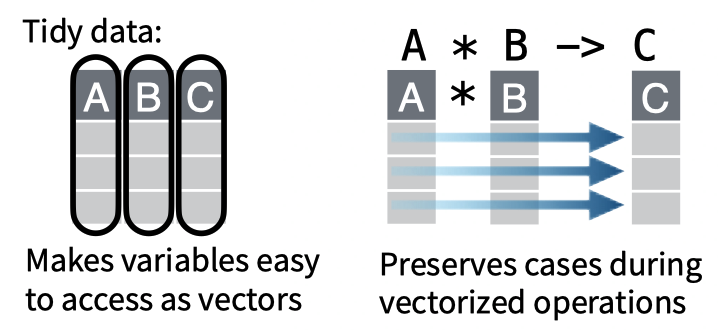 Tidy data:
A B C
Makes variables easy
to access as vectors
A * B –> C
A * B C
Preserves cases during
vectorized operations